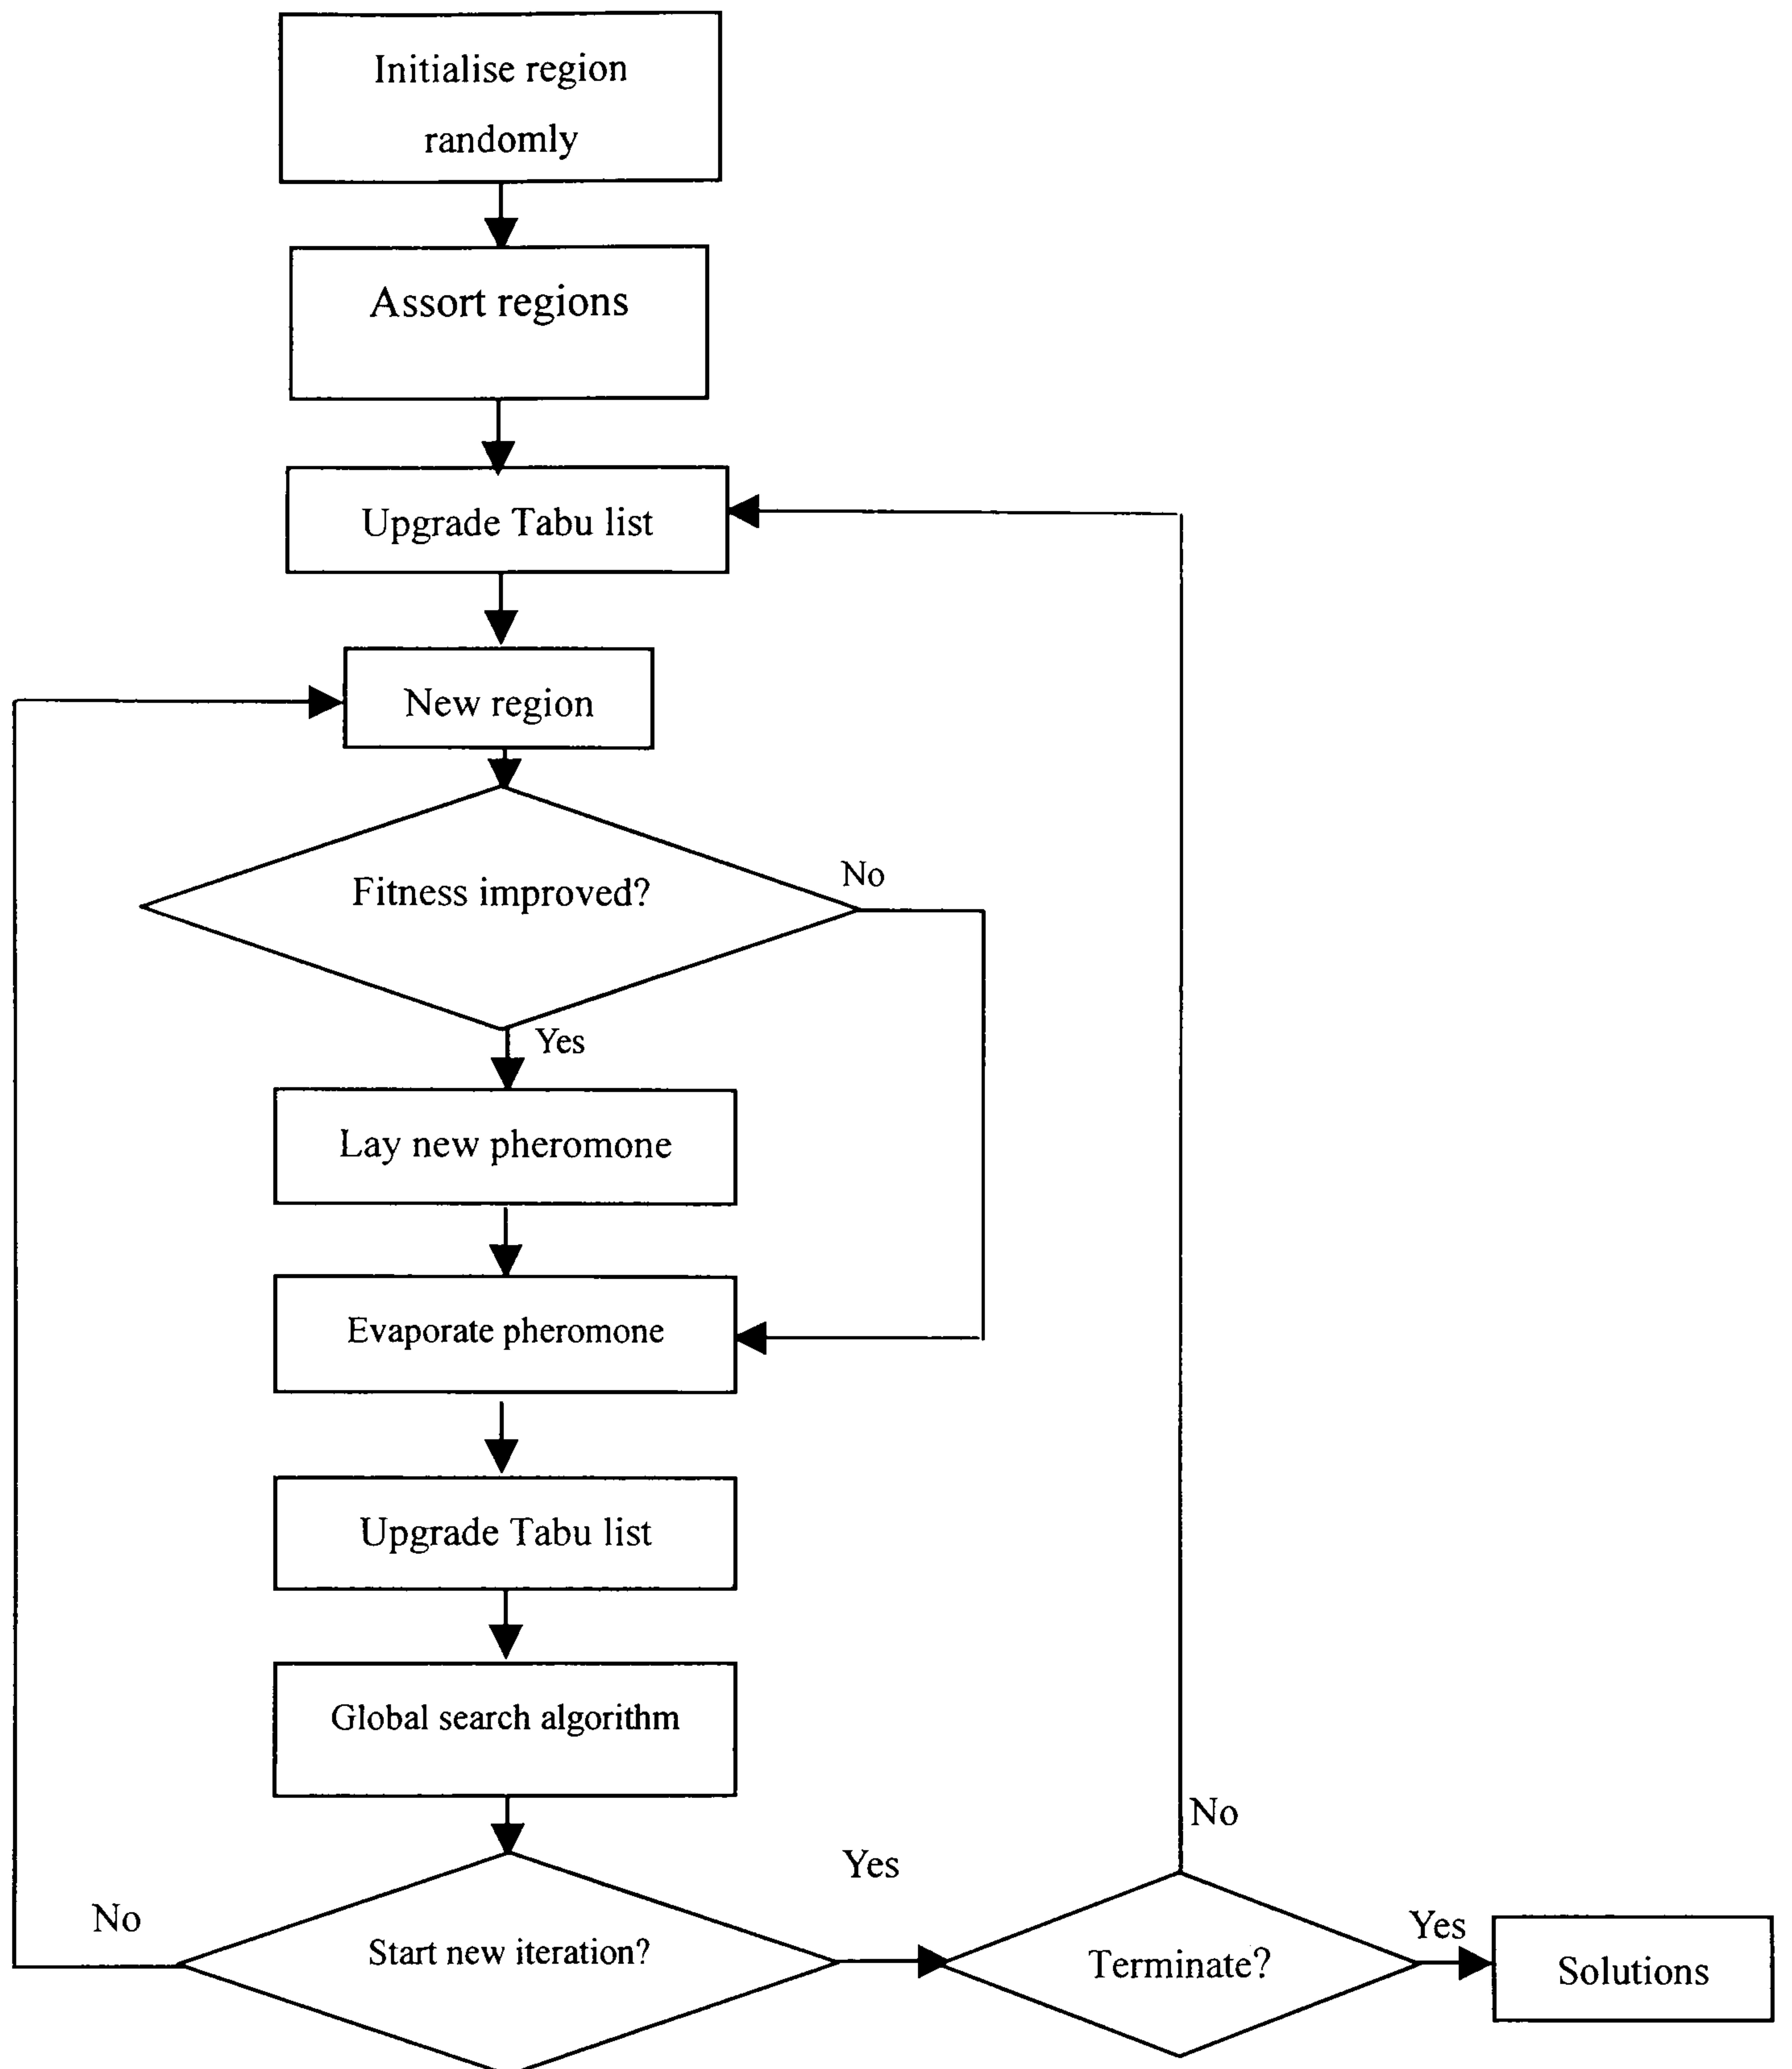 Initialise region
randomly
Assort regions
Upgrade Tabu list
New region
Fitness improved?
No
Yes
Lay new pheromone
Evaporate pheromone
Upgrade Tabu list
Global search algorithm
No
Yes
No
Start new iteration?
Terminate?
Yes
Solutions